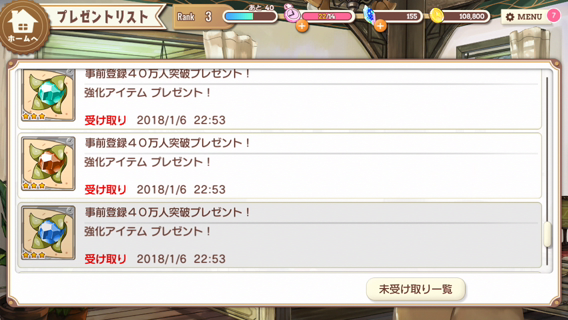 プレゼントリスト
ホームへ
Rank 3
あと 40
22/14
155
108,800
MENU
?
事前登録40万人突破プレゼント！
強化アイテム プレゼント！
受け取り 2018/1/6 22:53
事前登録40万人突破プレゼント！
強化アイテム プレゼント！
受け取り 2018/1/6 22:53
事前登録40万人突破プレゼント！
強化アイテム プレゼント！
受け取り 2018/1/6 22:53
未受け取り一覧